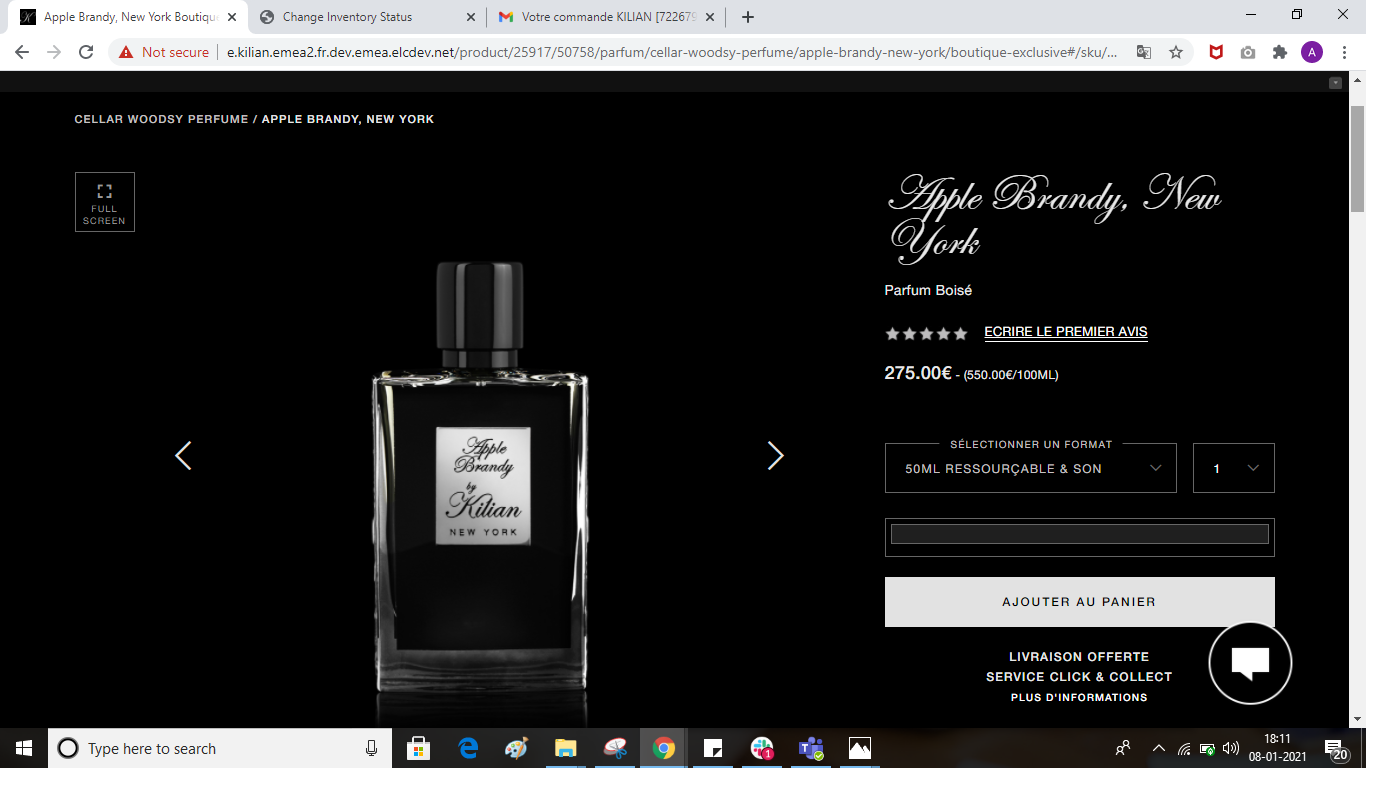 Apple Brandy, New York Boutiqu
Change Inventory Status
Votre commande KILIAN [722679
Not secure
e.kilian.emea2.fr.dev.emea.elcdev.net/product/25917/50758/parfum/cellar-woodsy-perfume/apple-brandy-new-york/boutique-exclusive#/sku/...
A
CELLAR WOODSY PERFUME / APPLE BRANDY, NEW YORK
FULL
SCREEN
Apple Brandy, New
York
Parfum Boisé
ECRIRE LE PREMIER AVIS
275.00€ - (550.00€/100ML)
SÉLECTIONNER UN FORMAT
50ML RESSOURÇABLE & SON
1
Apple
Brandy
by
Kilian
NEW YORK
AJOUTER AU PANIER
LIVRAISON OFFERTE
SERVICE CLICK & COLLECT
PLUS D'INFORMATIONS
Type here to search
1
18:11
08-01-2021
20